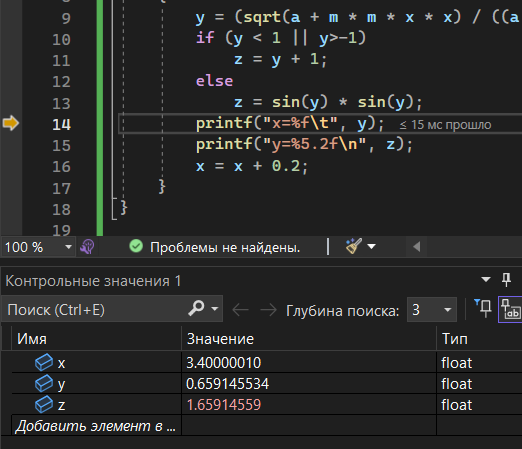 8 {
9 y = (sqrt(a + m * m * x * x) / ((a
10 if (y < 1 || y>-1)
11 z = y + 1;
12 else
13 z = sin(y) * sin(y);
14 printf("x=%f\t", y); ≤ 15 мс прошло
15 printf("y=%5.2f\n", z);
16 x = x + 0.2;
17 }
18 }
19
100 % Проблемы не найдены.
Контрольные значения 1
Поиск (Ctrl+E) Глубина поиска: 3
Имя Значение Тип
x 3.40000010 float
y 0.659145534 float
z 1.65914559 float
Добавить элемент в ...